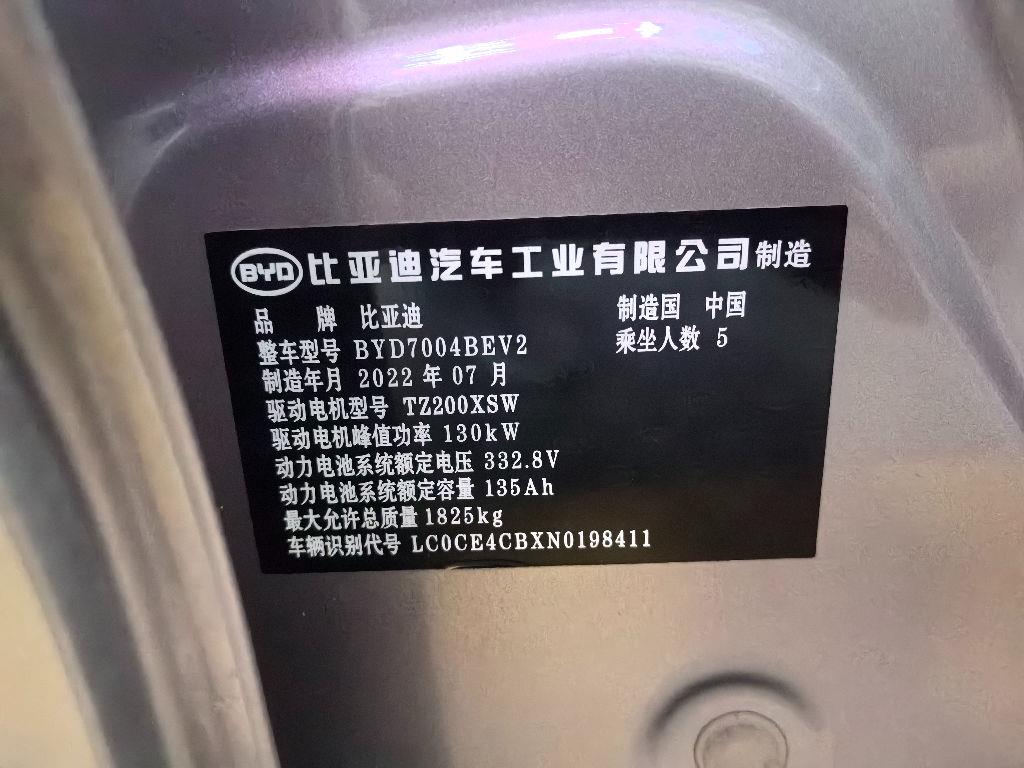 BYD 比亚迪汽车工业有限公司制造
品 牌 比亚迪 制造国 中国
整车型号 BYD7004BEV2 乘坐人数 5
制造年月 2022 年 07 月
驱动电机型号 TZ200XSW
驱动电机峰值功率 130kW
动力电池系统额定电压 332.8V
动力电池系统额定容量 135Ah
最大允许总质量 1825kg
车辆识别代号 LC0CE4CBXN0198411